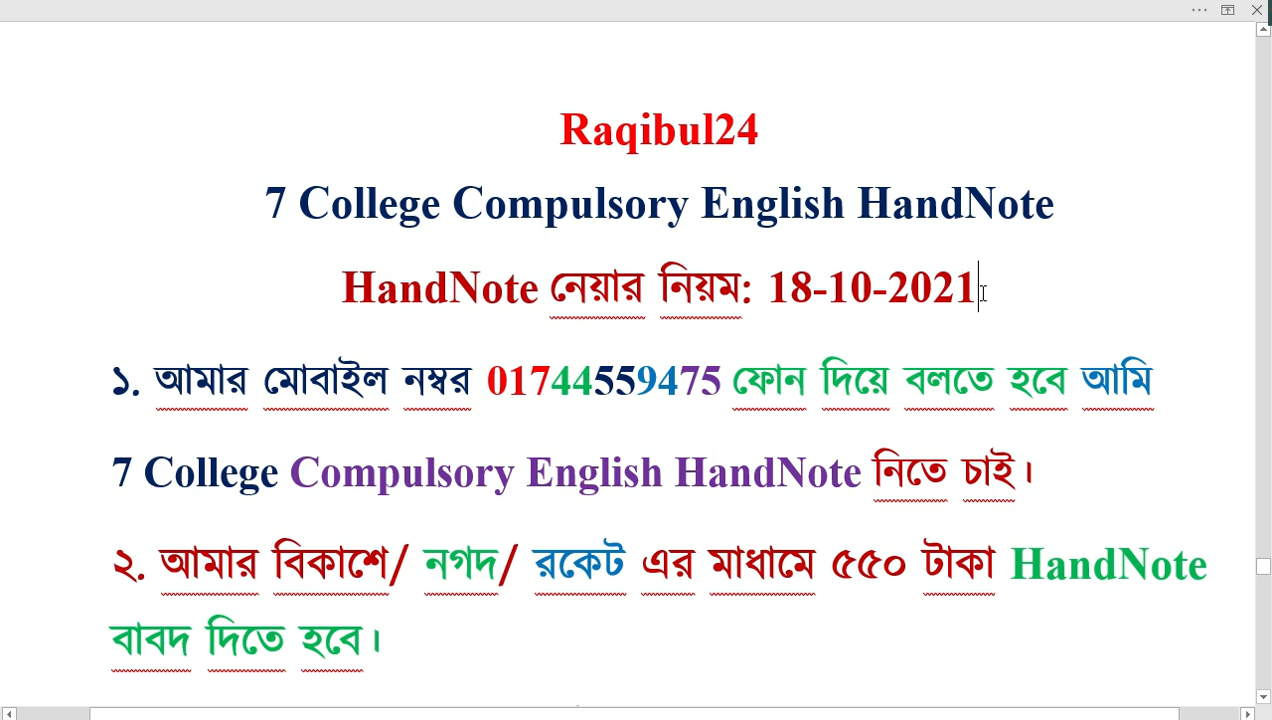 Raqibul24
7 College Compulsory English HandNote
HandNote নেয়ার নিয়ম: 18-10-2021
১. আমার মোবাইল নম্বর 01744559475 ফোন দিয়ে বলতে হবে আমি
7 College Compulsory English HandNote নিতে চাই।
২. আমার বিকাশে/ নগদ/ রকেট এর মাধামে ৫৫০ টাকা HandNote
বাবদ দিতে হবে।